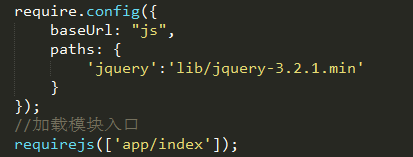 require.config({
    baseUrl: "js",
    paths: {
        'jquery':'lib/jquery-3.2.1.min'
    }
});
//加载模块入口
requirejs(['app/index']);